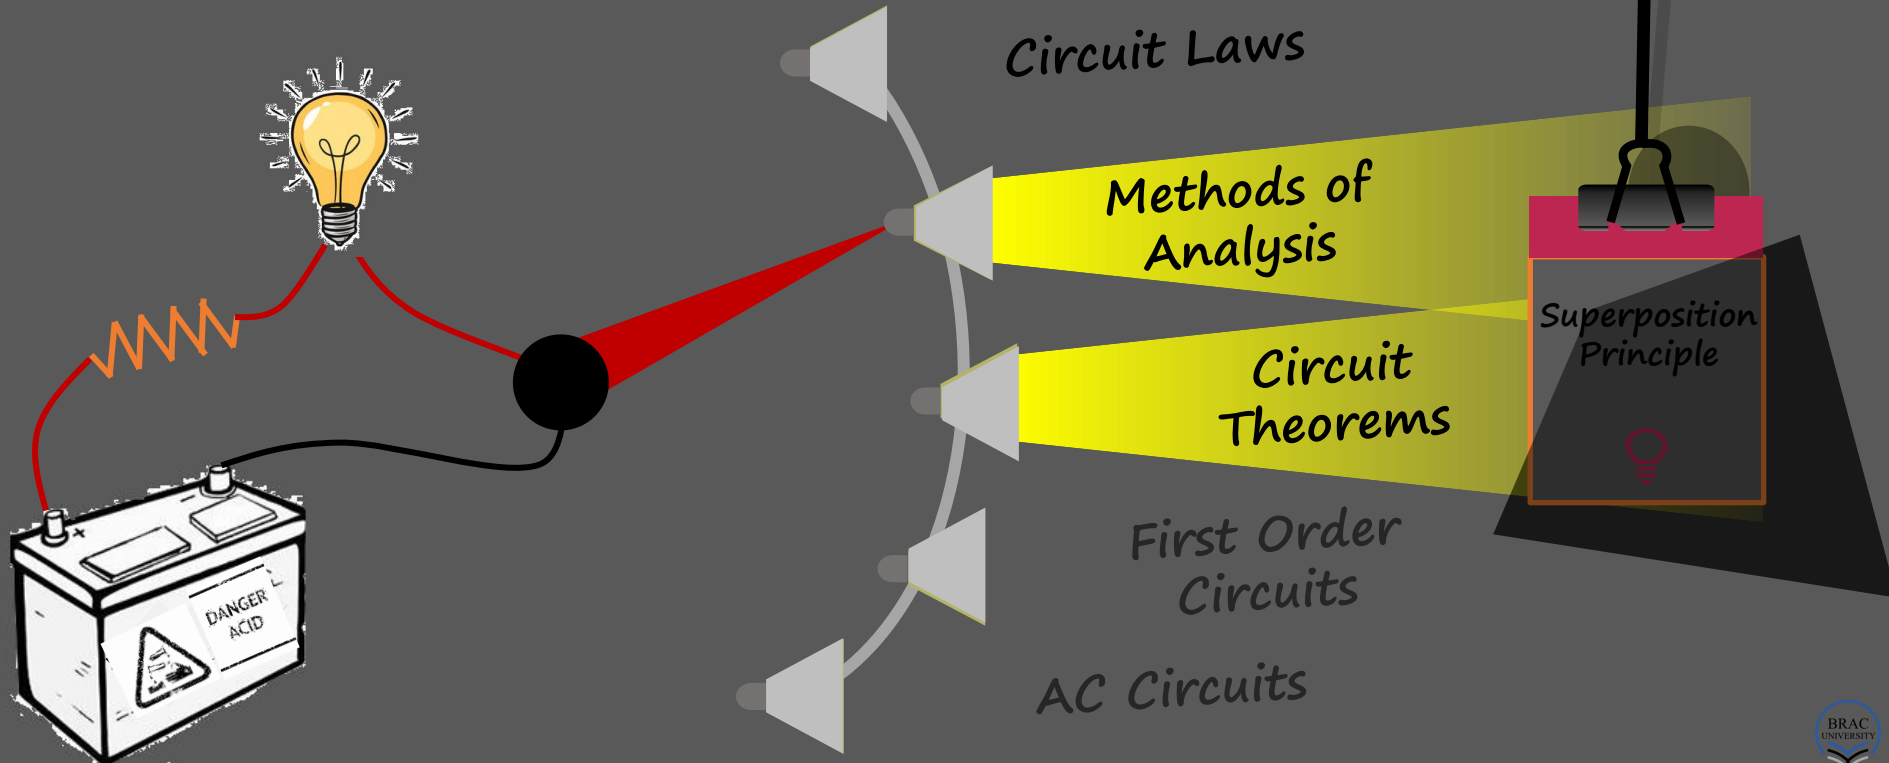 Circuit Laws
Methods of
Analysis
Circuit
Theorems
First Order
Circuits
AC Circuits
Superposition
Principle
+
DANGER
ACID
BRAC
UNIVERSITY